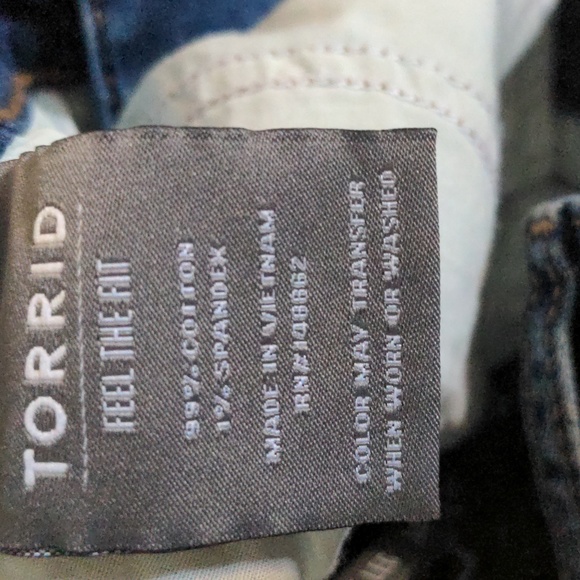 TORRID
FEEL THE FIT
99% COTTON
1% SPANDEX
MADE IN VIETNAM
RN#148862
COLOR MAY TRANSFER
WHEN WORN OR WASHED